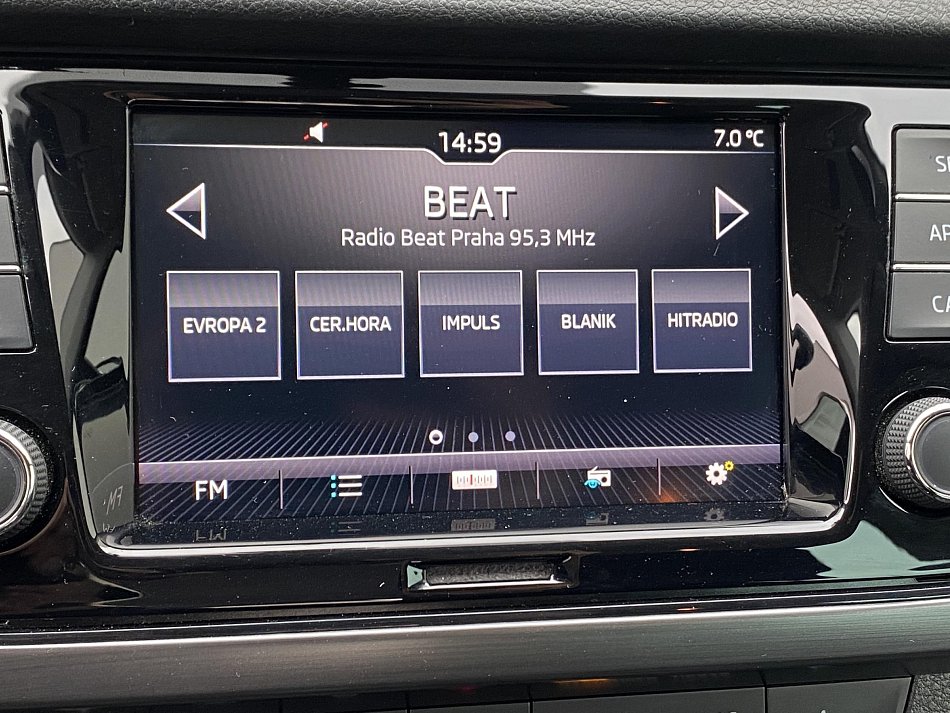 14:59
7.0 °C
BEAT
Radio Beat Praha 95,3 MHz
EVROPA 2
CER.HORA
IMPULS
BLANIK
HITRADIO
FM